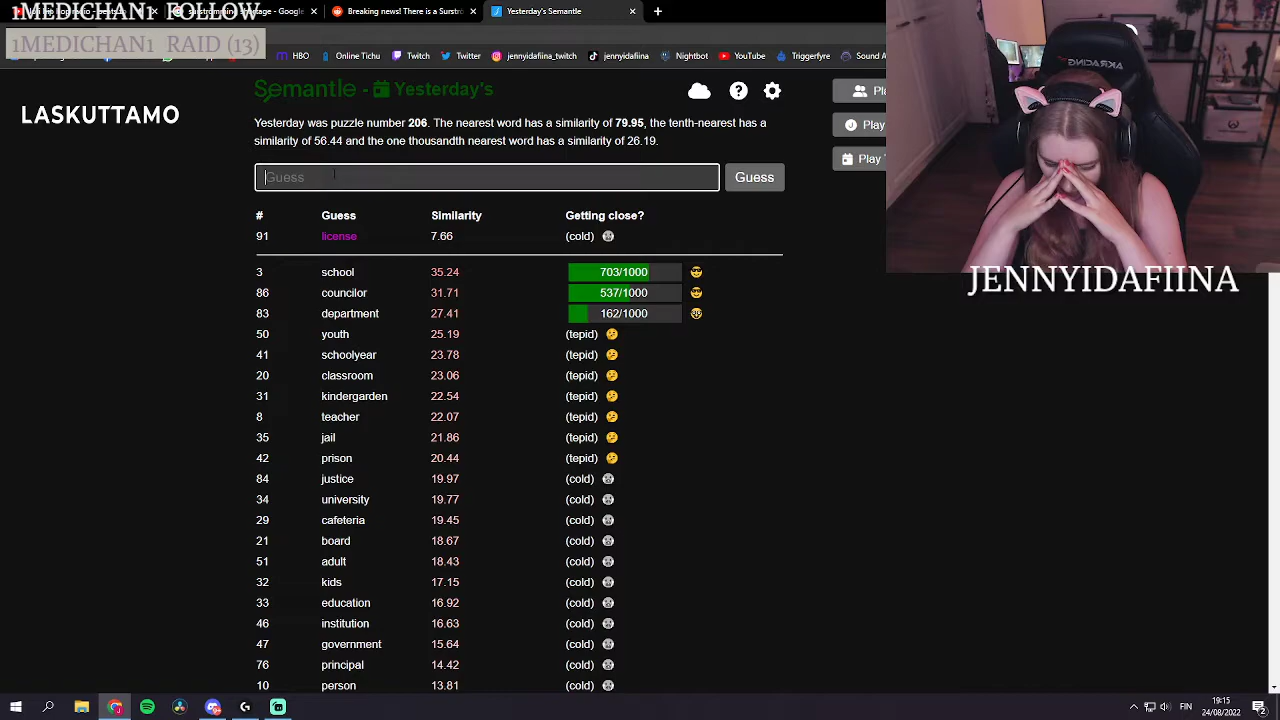 1MEDICHAN1 FOLLOW
1MEDICHAN1 RAID (13)
Breaking news! There is a Surstro
Yesterday's Semantle
HBO
Online Tichu
Twitch
Twitter
jennyidafiina_twitch
jennyidafiina
Nightbot
YouTube
Triggerfyre
Sound A
LASKUTTAMO
Semantle - Yesterday's
Yesterday was puzzle number 206. The nearest word has a similarity of 79.95, the tenth-nearest has a
similarity of 56.44 and the one thousandth nearest word has a similarity of 26.19.
Guess
Guess
Play
# Guess Similarity Getting close?
91 license 7.66 (cold)
3 school 35.24 703/1000
86 councilor 31.71 537/1000
83 department 27.41 162/1000
50 youth 25.19 (tepid)
41 schoolyear 23.78 (tepid)
20 classroom 23.06 (tepid)
31 kindergarden 22.54 (tepid)
8 teacher 22.07 (tepid)
35 jail 21.86 (tepid)
42 prison 20.44 (tepid)
84 justice 19.97 (cold)
34 university 19.77 (cold)
29 cafeteria 19.45 (cold)
21 board 18.67 (cold)
51 adult 18.43 (cold)
32 kids 17.15 (cold)
33 education 16.92 (cold)
46 institution 16.63 (cold)
47 government 15.64 (cold)
76 principal 14.42 (cold)
10 person 13.81 (cold)
AKRACING
JENNYIDAFIINA
FIN
19:15
24/08/2022